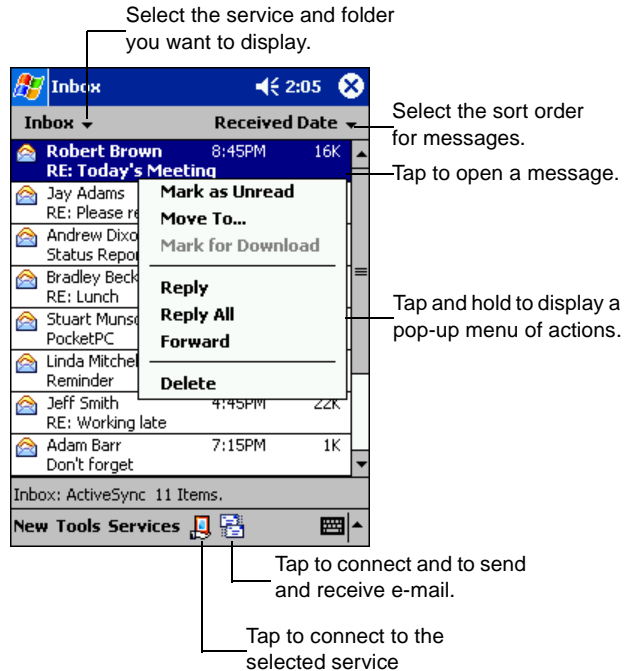 Select the service and folder
you want to display.
Inbox 2:05
Inbox Received Date
Select the sort order
for messages.
Robert Brown 8:45PM 16K
RE: Today's Meeting
Tap to open a message.
Jay Adams
RE: Please re
Andrew Dixo
Status Repor
Bradley Beck
RE: Lunch
Stuart Munso
PocketPC
Linda Mitchel
Reminder
Mark as Unread
Move To...
Mark for Download
Reply
Reply All
Forward
Delete
Tap and hold to display a
pop-up menu of actions.
Jeff Smith 4:45PM 22K
RE: Working late
Adam Barr 7:15PM 1K
Don't forget
Inbox: ActiveSync 11 Items.
New Tools Services
Tap to connect and to send
and receive e-mail.
Tap to connect to the
selected service